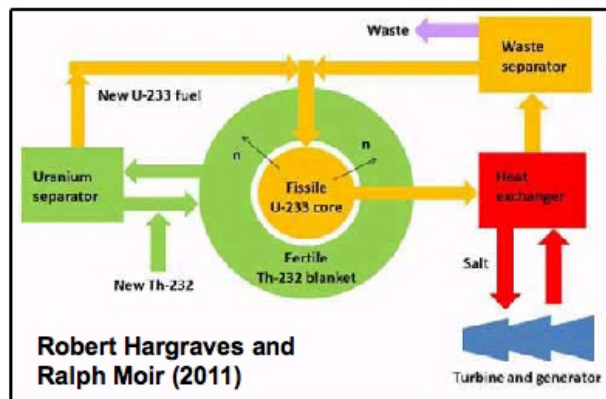 Waste
Waste
separator
New U-233 fuel
n
n
Uranium
separator
Fissile
U-233 core
Heat
exchanger
Fertile
Th-232 blanket
New Th-232
Salt
Robert Hargraves and
Ralph Moir (2011)
Turbine and generator